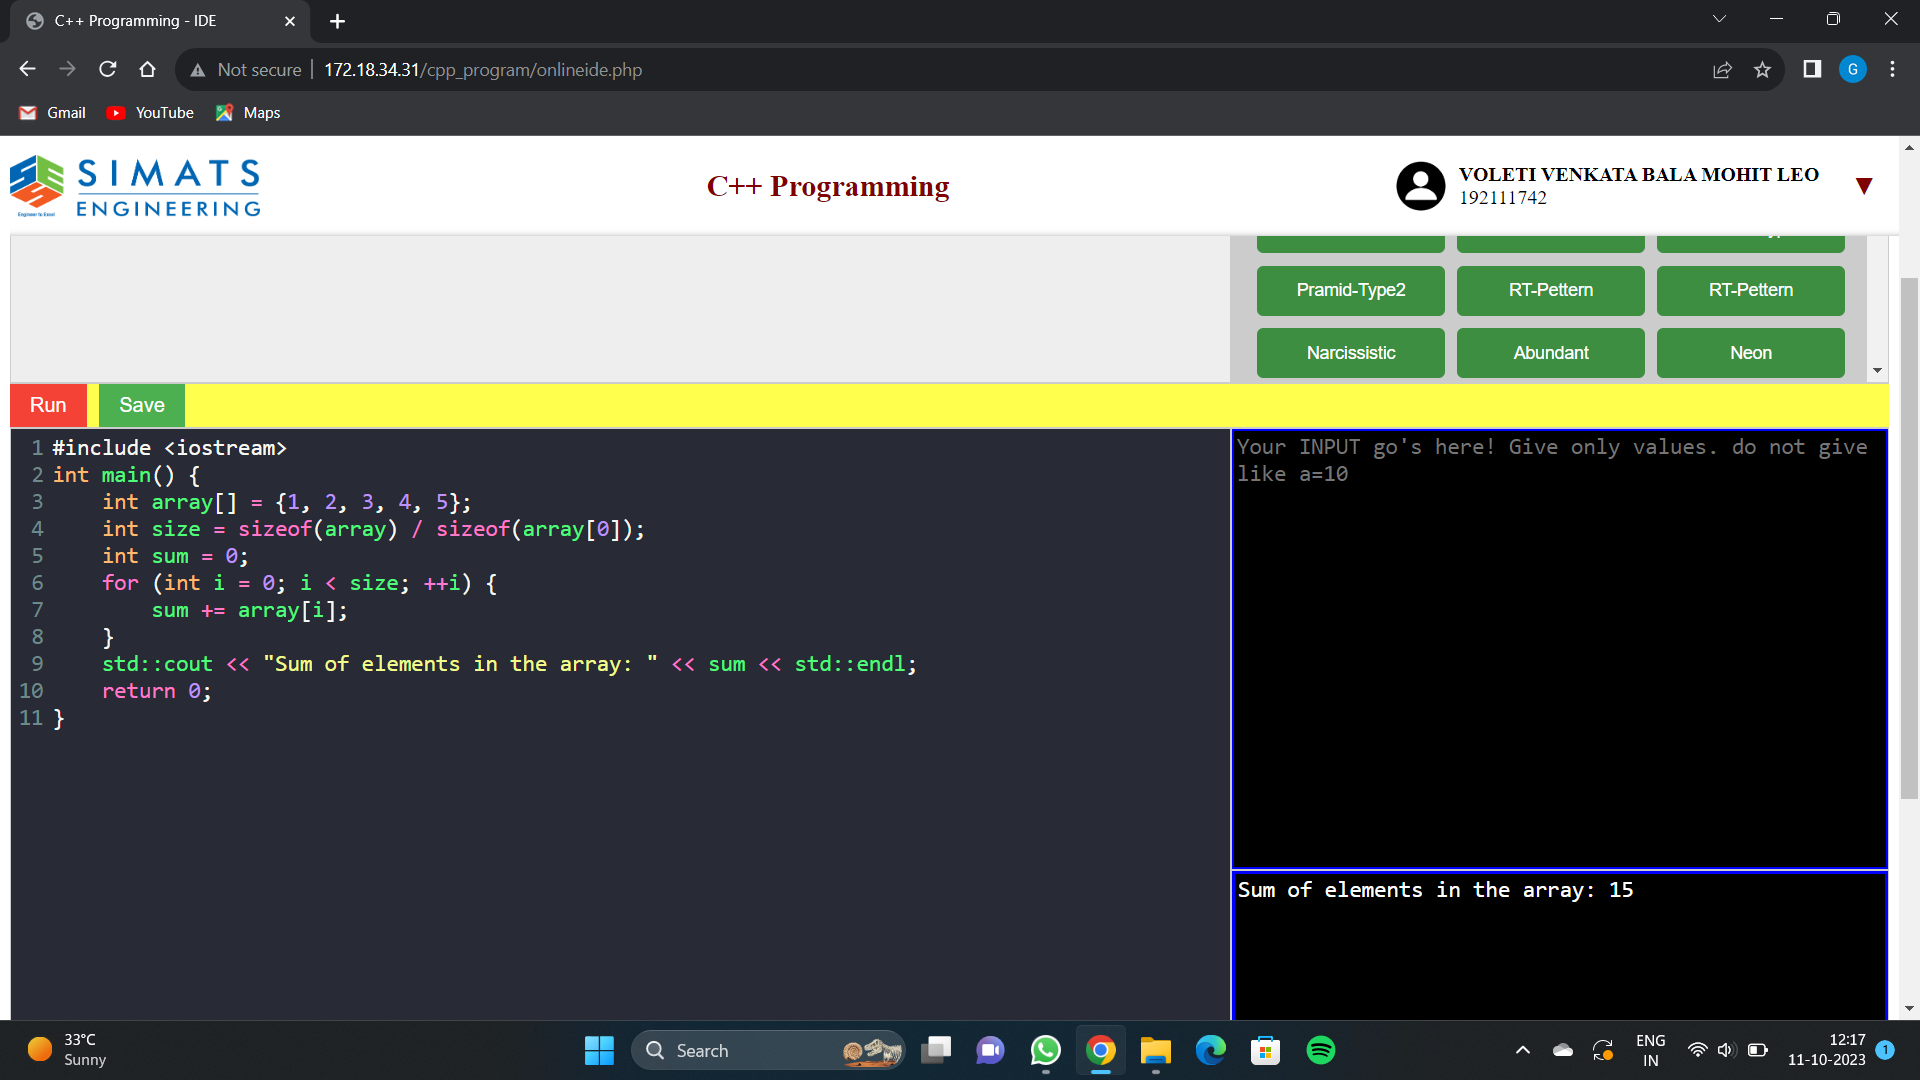 C++ Programming - IDE
Not secure
172.18.34.31/cpp_program/onlineide.php
G
Gmail
YouTube
Maps
SIMATS
ENGINEERING
Engineer to Excel
C++ Programming
VOLETI VENKATA BALA MOHIT LEO
192111742
Pramid-Type2
RT-Pettern
RT-Pettern
Narcissistic
Abundant
Neon
Run
Save
1 #include <iostream>
2 int main() {
3 int array[] = {1, 2, 3, 4, 5};
4 int size = sizeof(array) / sizeof(array[0]);
5 int sum = 0;
6 for (int i = 0; i < size; ++i) {
7 sum += array[i];
8 }
9 std::cout << "Sum of elements in the array: " << sum << std::endl;
10 return 0;
11 }
Your INPUT go's here! Give only values. do not give
like a=10
Sum of elements in the array: 15
33°C
Sunny
Search
ENG
IN
12:17
11-10-2023
1